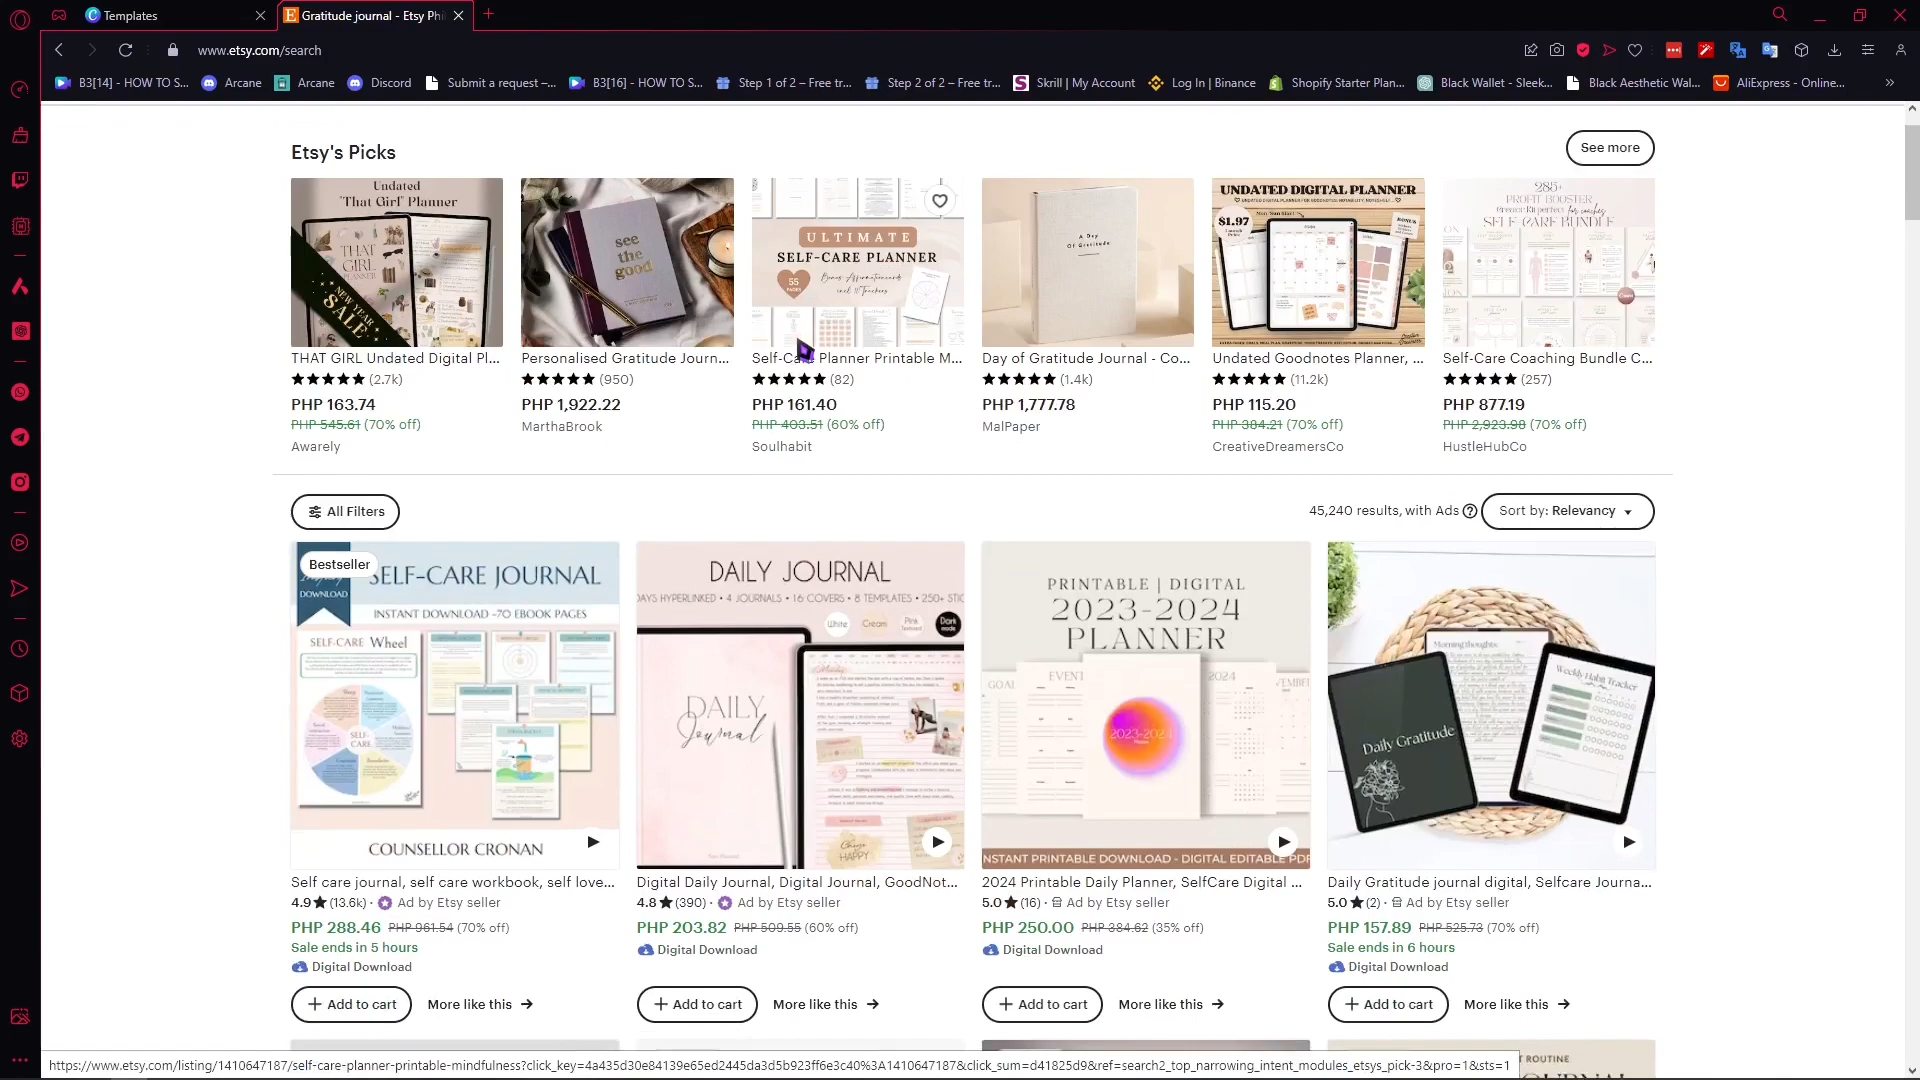 Templates
Gratitude journal - Etsy Phi
www.etsy.com/search
B3[14] - HOW TO S...
Arcane
Arcane
Discord
Submit a request –...
B3[16] - HOW TO S...
Step 1 of 2 – Free tr...
Step 2 of 2 – Free tr...
Skrill | My Account
Log In | Binance
Shopify Starter Plan...
Black Wallet - Sleek...
Black Aesthetic Wal...
AliExpress - Online...
Etsy's Picks
See more
Undated
"That Girl" Planner
THAT
GIRL
PLANNER
NEW YEAR
SALE
see
the
good
ULTIMATE
SELF-CARE PLANNER
55
PAGES
A Day
Of Gratitude
UNDATED DIGITAL PLANNER
$1.97
BONUS
285+
PROFIT BOOSTER
SELF-CARE BUNDLE
THAT GIRL Undated Digital Pl...
Personalised Gratitude Journ...
Self-Care Planner Printable M...
Day of Gratitude Journal - Co...
Undated Goodnotes Planner, ...
Self-Care Coaching Bundle C...
(2.7k)
(950)
(82)
(1.4k)
(11.2k)
(257)
PHP 163.74
PHP 1,922.22
PHP 161.40
PHP 1,777.78
PHP 115.20
PHP 877.19
PHP 545.61 (70% off)
MarthaBrook
PHP 403.51 (60% off)
MalPaper
PHP 384.21 (70% off)
PHP 2,923.98 (70% off)
Awarely
Soulhabit
CreativeDreamersCo
HustleHubCo
All Filters
45,240 results, with Ads
Sort by: Relevancy
Bestseller
DOWNLOAD
SELF-CARE JOURNAL
INSTANT DOWNLOAD -70 EBOOK PAGES
SELF-CARE Wheel
SELF-
CARE
COUNSELLOR CRONAN
DAILY JOURNAL
DAYS HYPERLINKED • 4 JOURNALS • 16 COVERS • 8 TEMPLATES • 250+ STIC
White
Cream
Pink
Dark
mode
DAILY
Journal
HAPPY
PRINTABLE | DIGITAL
2023-2024
PLANNER
GOAL
EVENT
2024
VEMBER
2023-2024
NSTANT PRINTABLE DOWNLOAD - DIGITAL EDITABLE PDF
Morning thoughts:
Weekly Habit Tracker
Daily Gratitude
Self care journal, self care workbook, self love...
Digital Daily Journal, Digital Journal, GoodNot...
2024 Printable Daily Planner, SelfCare Digital ...
Daily Gratitude journal digital, Selfcare Journa...
4.9 (13.6k) · Ad by Etsy seller
4.8 (390) · Ad by Etsy seller
5.0 (16) · Ad by Etsy seller
5.0 (2) · Ad by Etsy seller
PHP 288.46 PHP 961.54 (70% off)
PHP 203.82 PHP 509.55 (60% off)
PHP 250.00 PHP 384.62 (35% off)
PHP 157.89 PHP 525.73 (70% off)
Sale ends in 5 hours
Digital Download
Digital Download
Sale ends in 6 hours
Digital Download
Digital Download
Add to cart
More like this
Add to cart
More like this
Add to cart
More like this
Add to cart
More like this
T ROUTINE
https://www.etsy.com/listing/1410647187/self-care-planner-printable-mindfulness?click_key=4a435d30e84139e65ed2445da3d5b923ff6e3c40%3A1410647187&click_sum=d41825d9&ref=search2_top_narrowing_intent_modules_etsys_pick-3&pro=1&sts=1